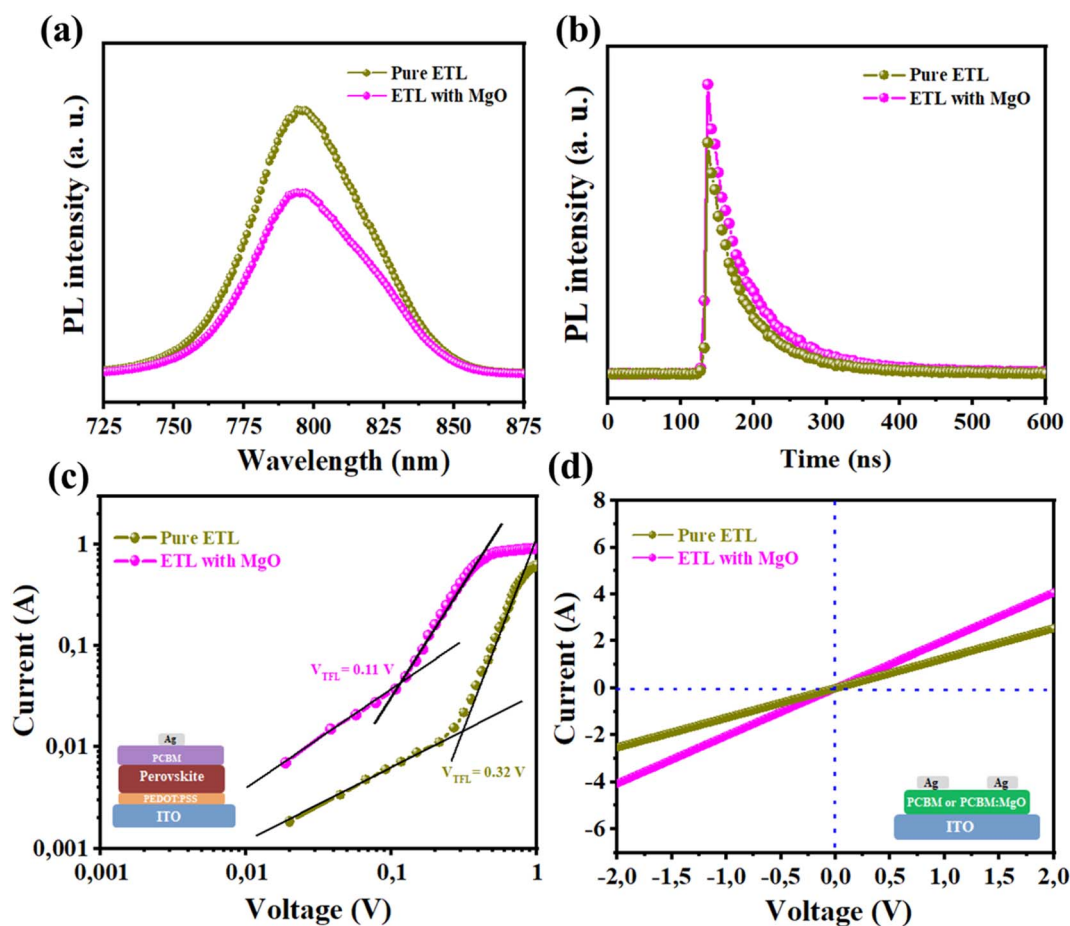 (a)
Pure ETL
ETL with MgO
PL intensity (a. u.)
725 750 775 800 825 850 875
Wavelength (nm)
(b)
Pure ETL
ETL with MgO
PL intensity (a. u.)
0 100 200 300 400 500 600
Time (ns)
(c)
Pure ETL
ETL with MgO
Current (A)
1
0,1
0,01
0,001
V_TFL = 0.11 V
V_TFL = 0.32 V
Ag
PCBM
Perovskite
PEDOT:PSS
ITO
0,001 0,01 0,1 1
Voltage (V)
(d)
Pure ETL
ETL with MgO
Current (A)
8
6
4
2
0
-2
-4
-6
Ag Ag
PCBM or PCBM:MgO
ITO
-2,0 -1,5 -1,0 -0,5 0,0 0,5 1,0 1,5 2,0
Voltage (V)